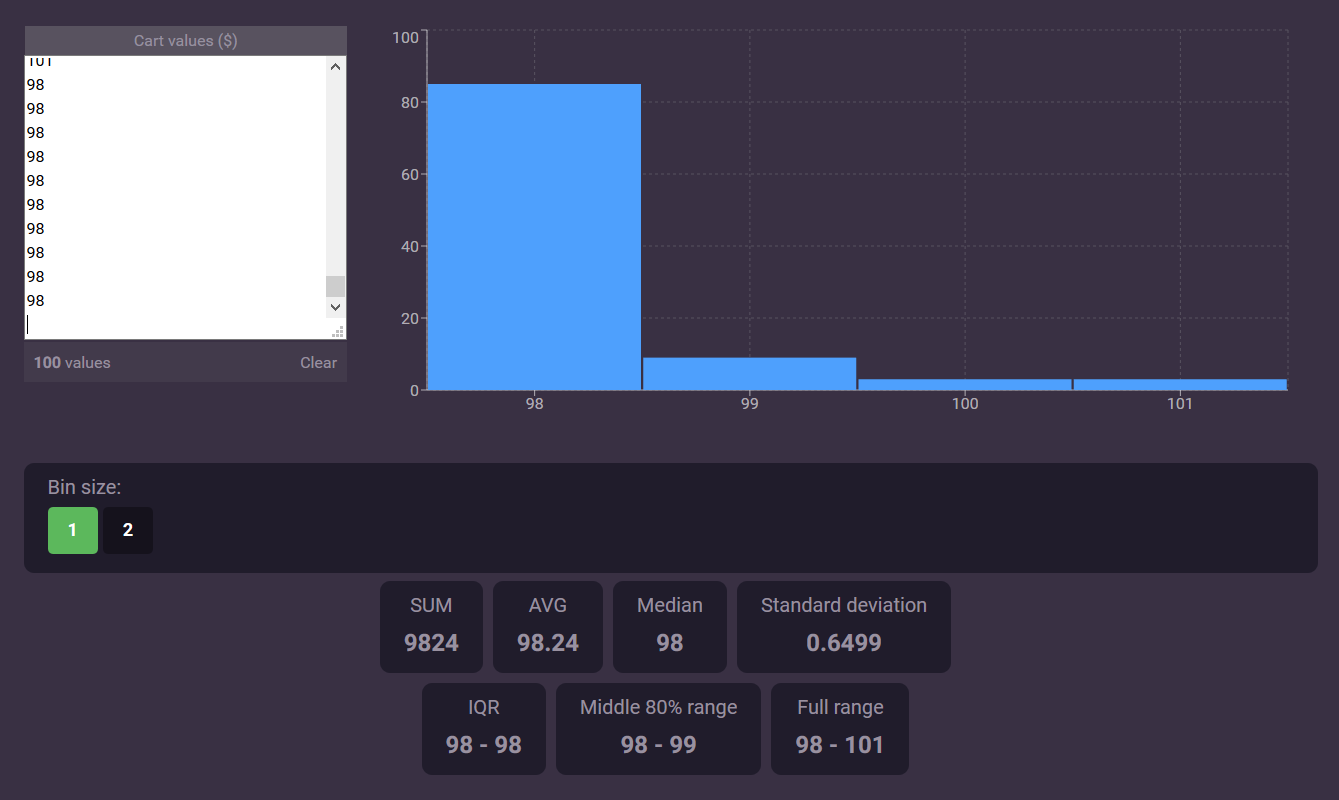 Cart values ($)
101
98
98
98
98
98
98
98
98
98
98
100 values Clear
100
80
60
40
20
0
98 99 100 101
Bin size:
1 2
SUM AVG Median Standard deviation
9824 98.24 98 0.6499
IQR Middle 80% range Full range
98 - 98 98 - 99 98 - 101